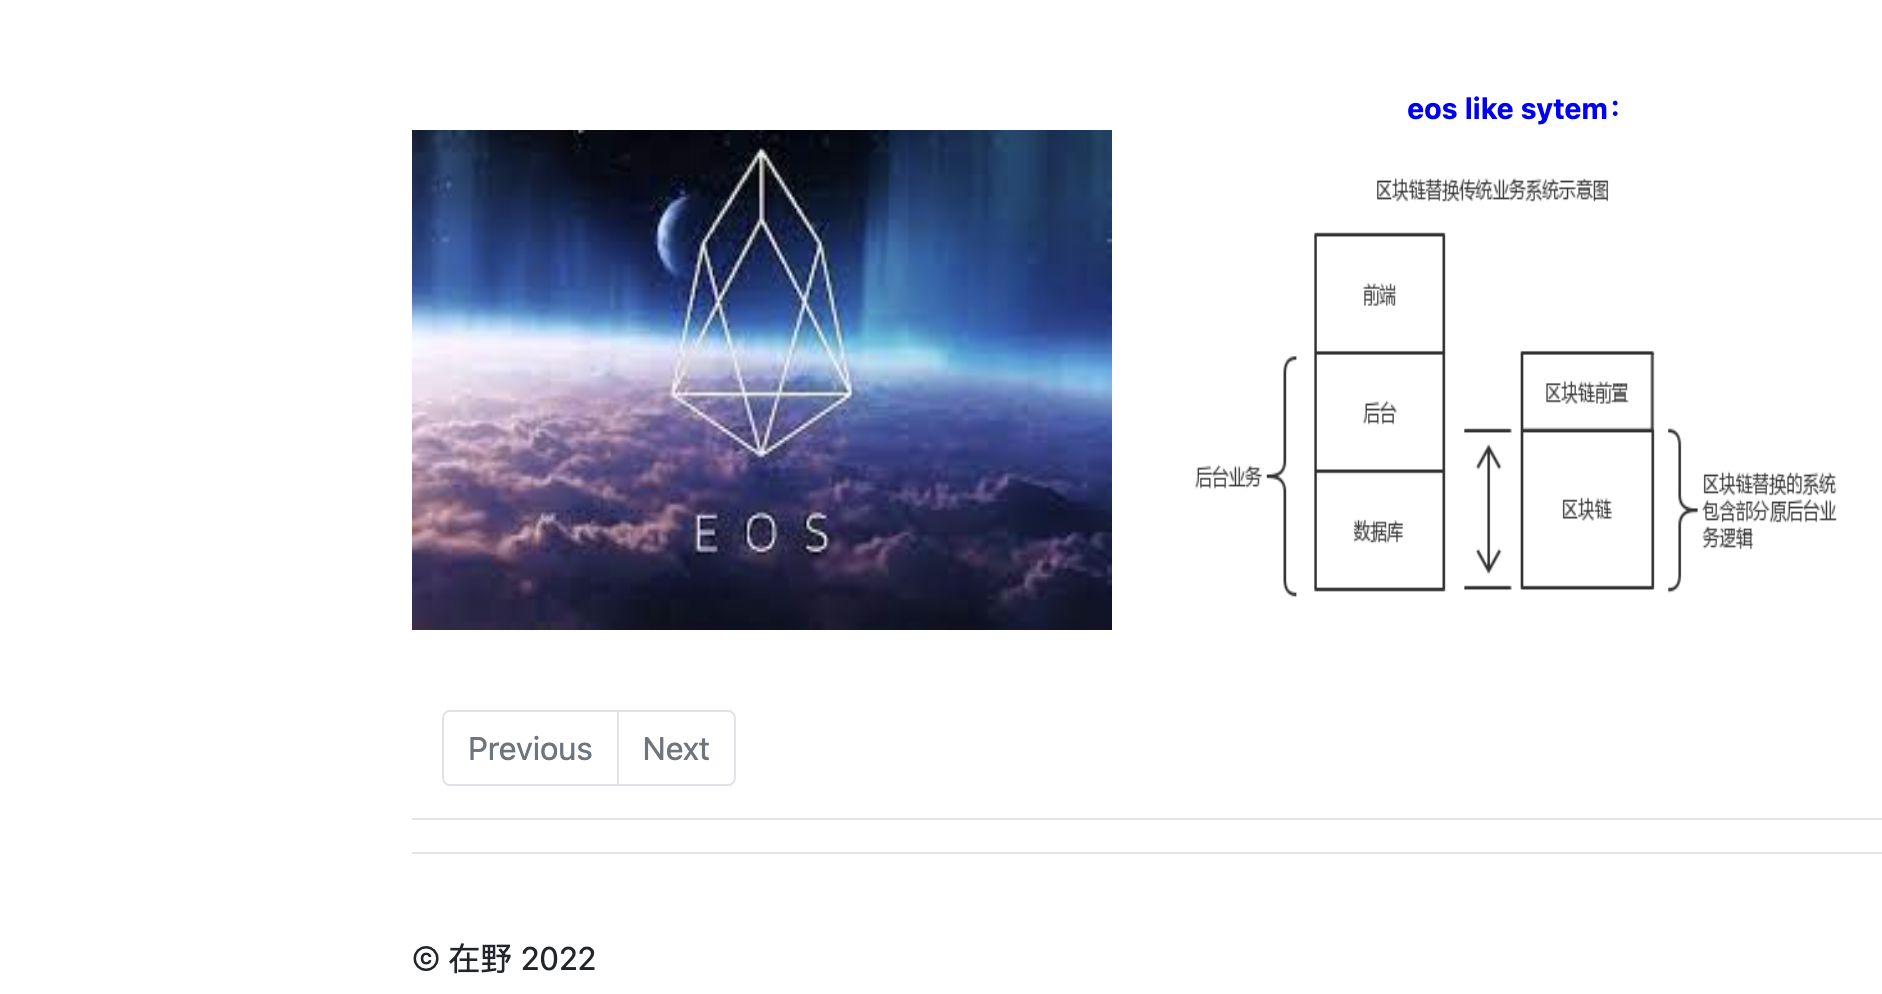 eos like sytem：
区块链替换传统业务系统示意图
前端
后台
数据库
后台业务
区块链前置
区块链
区块链替换的系统
包含部分原后台业
务逻辑
EOS
Previous
Next
© 在野 2022